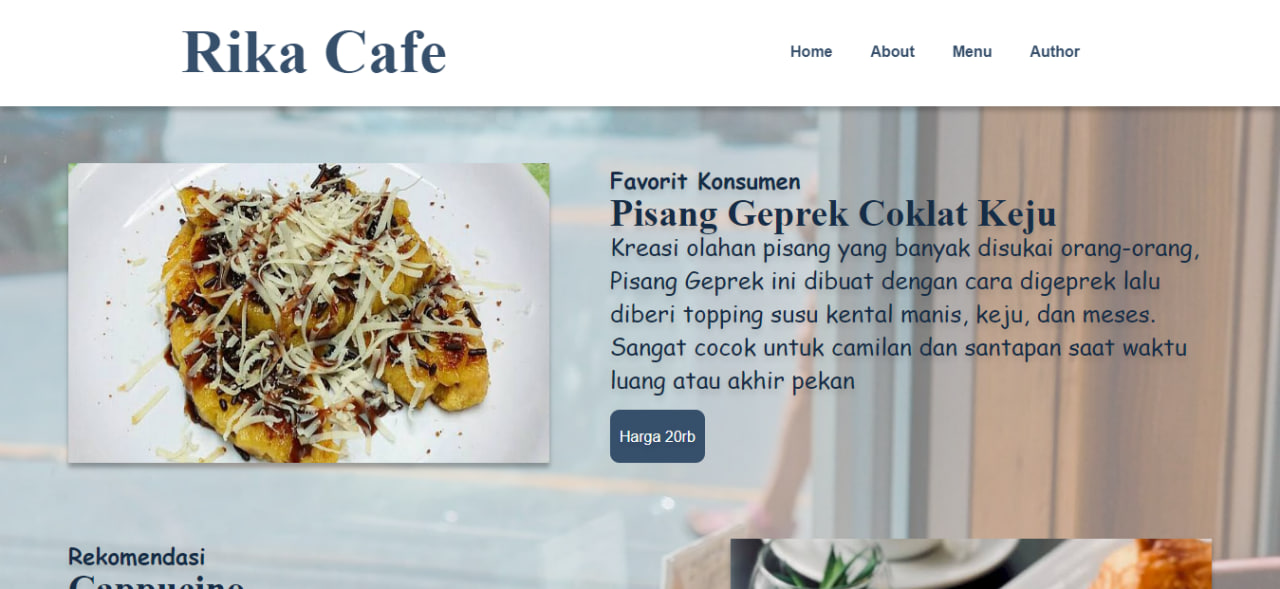 Rika Cafe
Home About Menu Author
Favorit Konsumen
Pisang Geprek Coklat Keju
Kreasi olahan pisang yang banyak disukai orang-orang,
Pisang Geprek ini dibuat dengan cara digeprek lalu
diberi topping susu kental manis, keju, dan meses.
Sangat cocok untuk camilan dan santapan saat waktu
luang atau akhir pekan
Harga 20rb
Rekomendasi
Cappucino